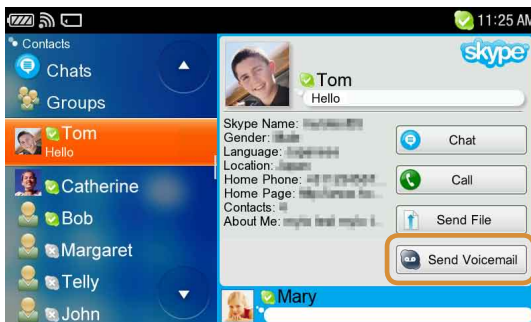 11:25 AM
Contacts
Chats
Groups
Tom
Hello
Catherine
Bob
Margaret
Telly
John
skype
Tom
Hello
Skype Name:
Gender:
Language:
Location:
Home Phone:
Home Page:
Contacts:
About Me:
Chat
Call
Send File
Send Voicemail
Mary